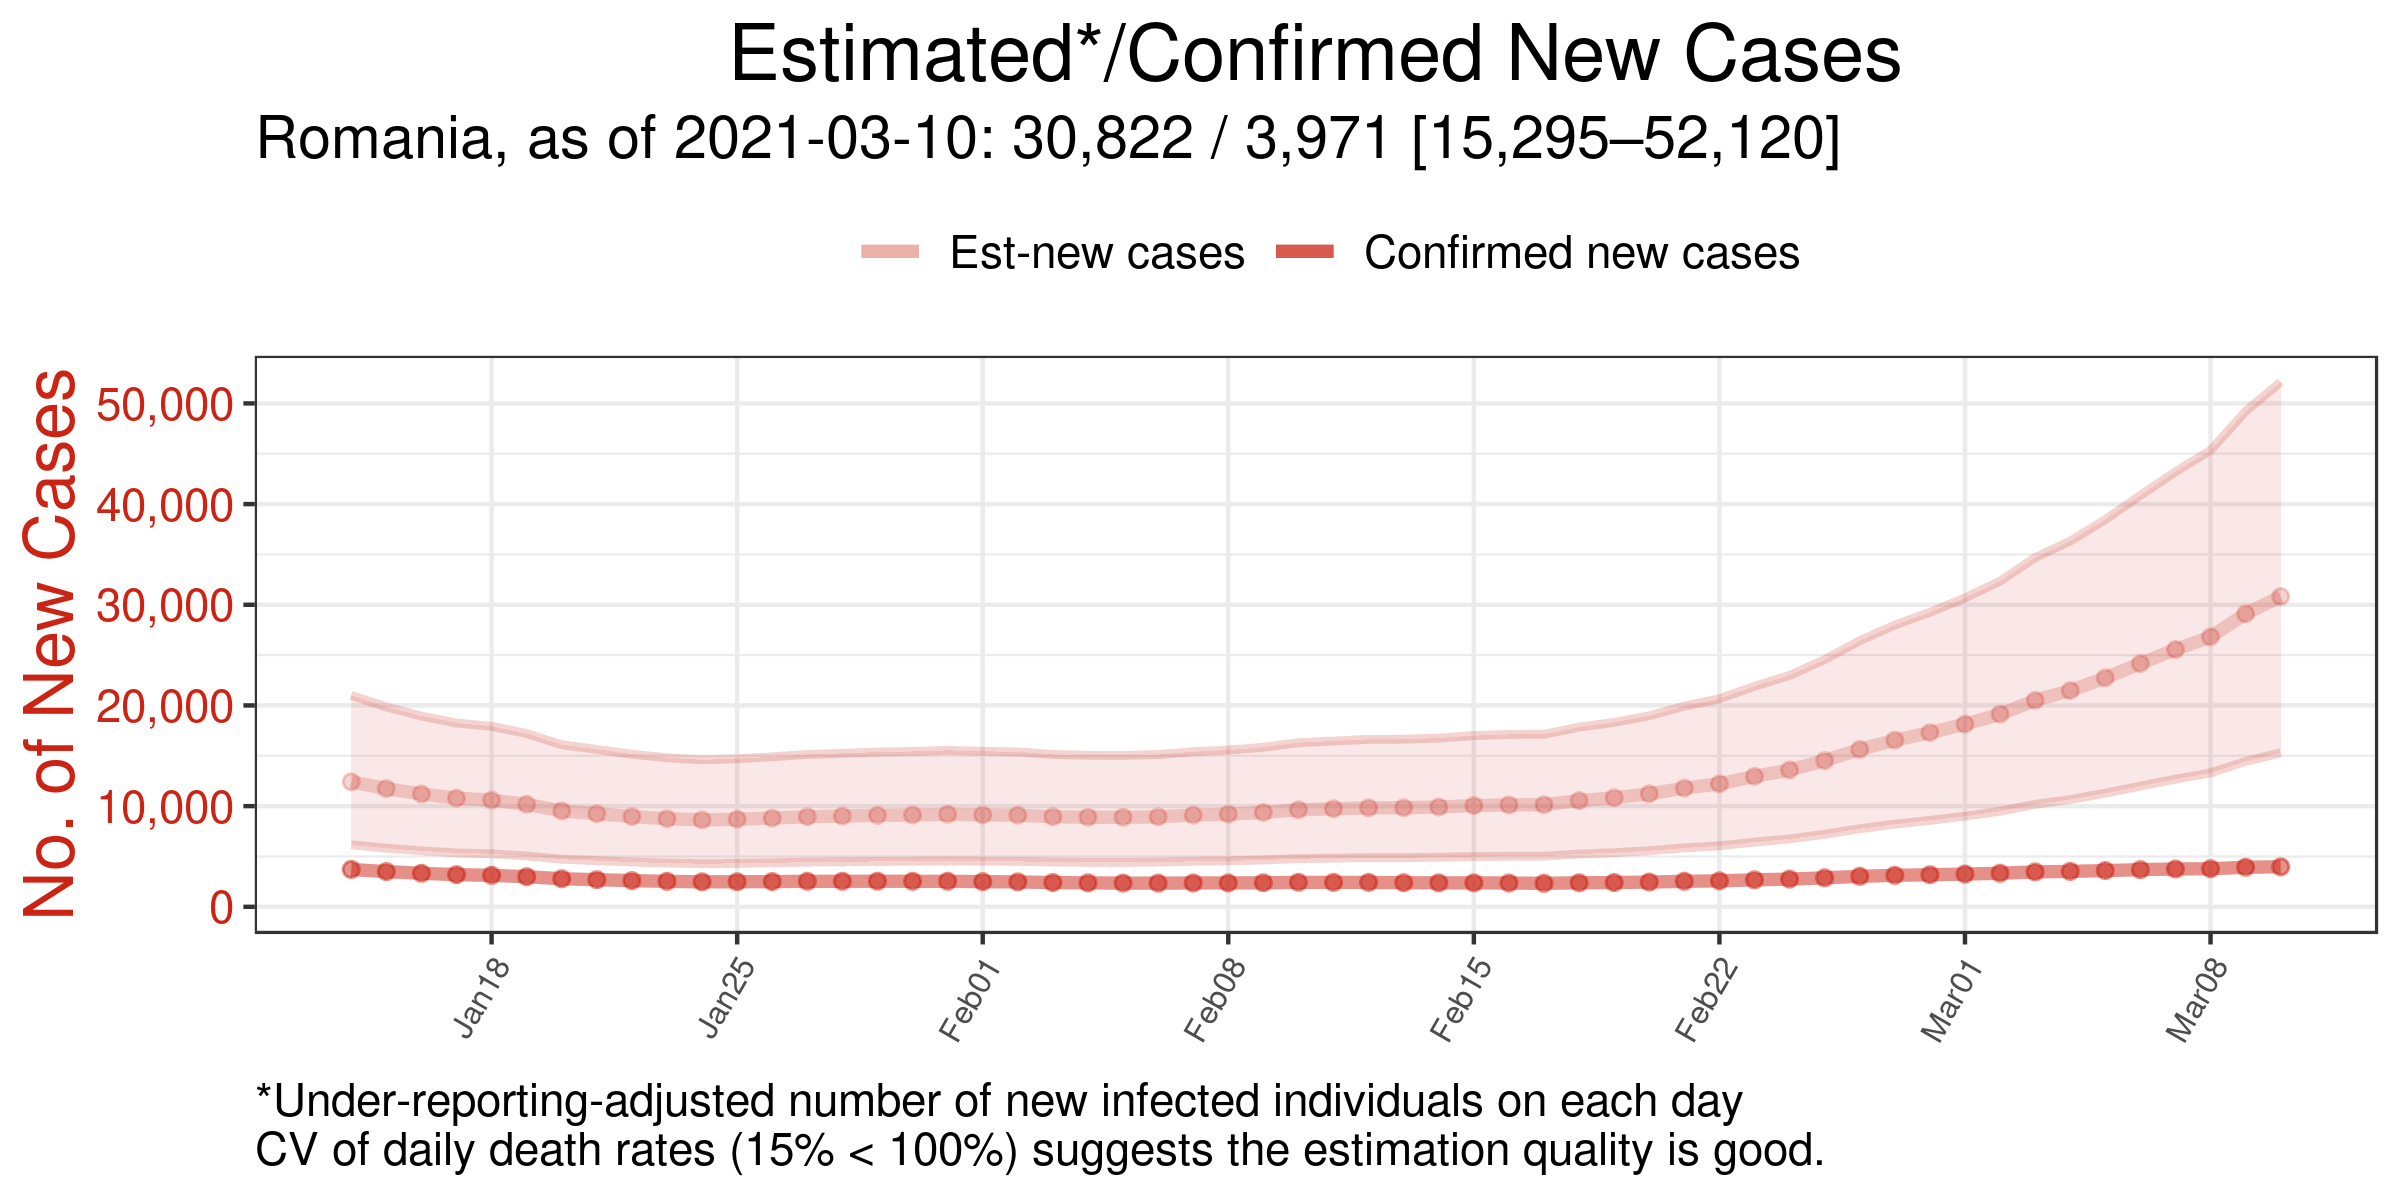 Estimated*/Confirmed New Cases
Romania, as of 2021-03-10: 30,822 / 3,971 [15,295–52,120]
Est-new cases
Confirmed new cases
No. of New Cases
50,000
40,000
30,000
20,000
10,000
0
Jan18
Jan25
Feb01
Feb08
Feb15
Feb22
Mar01
Mar08
*Under-reporting-adjusted number of new infected individuals on each day
CV of daily death rates (15% < 100%) suggests the estimation quality is good.